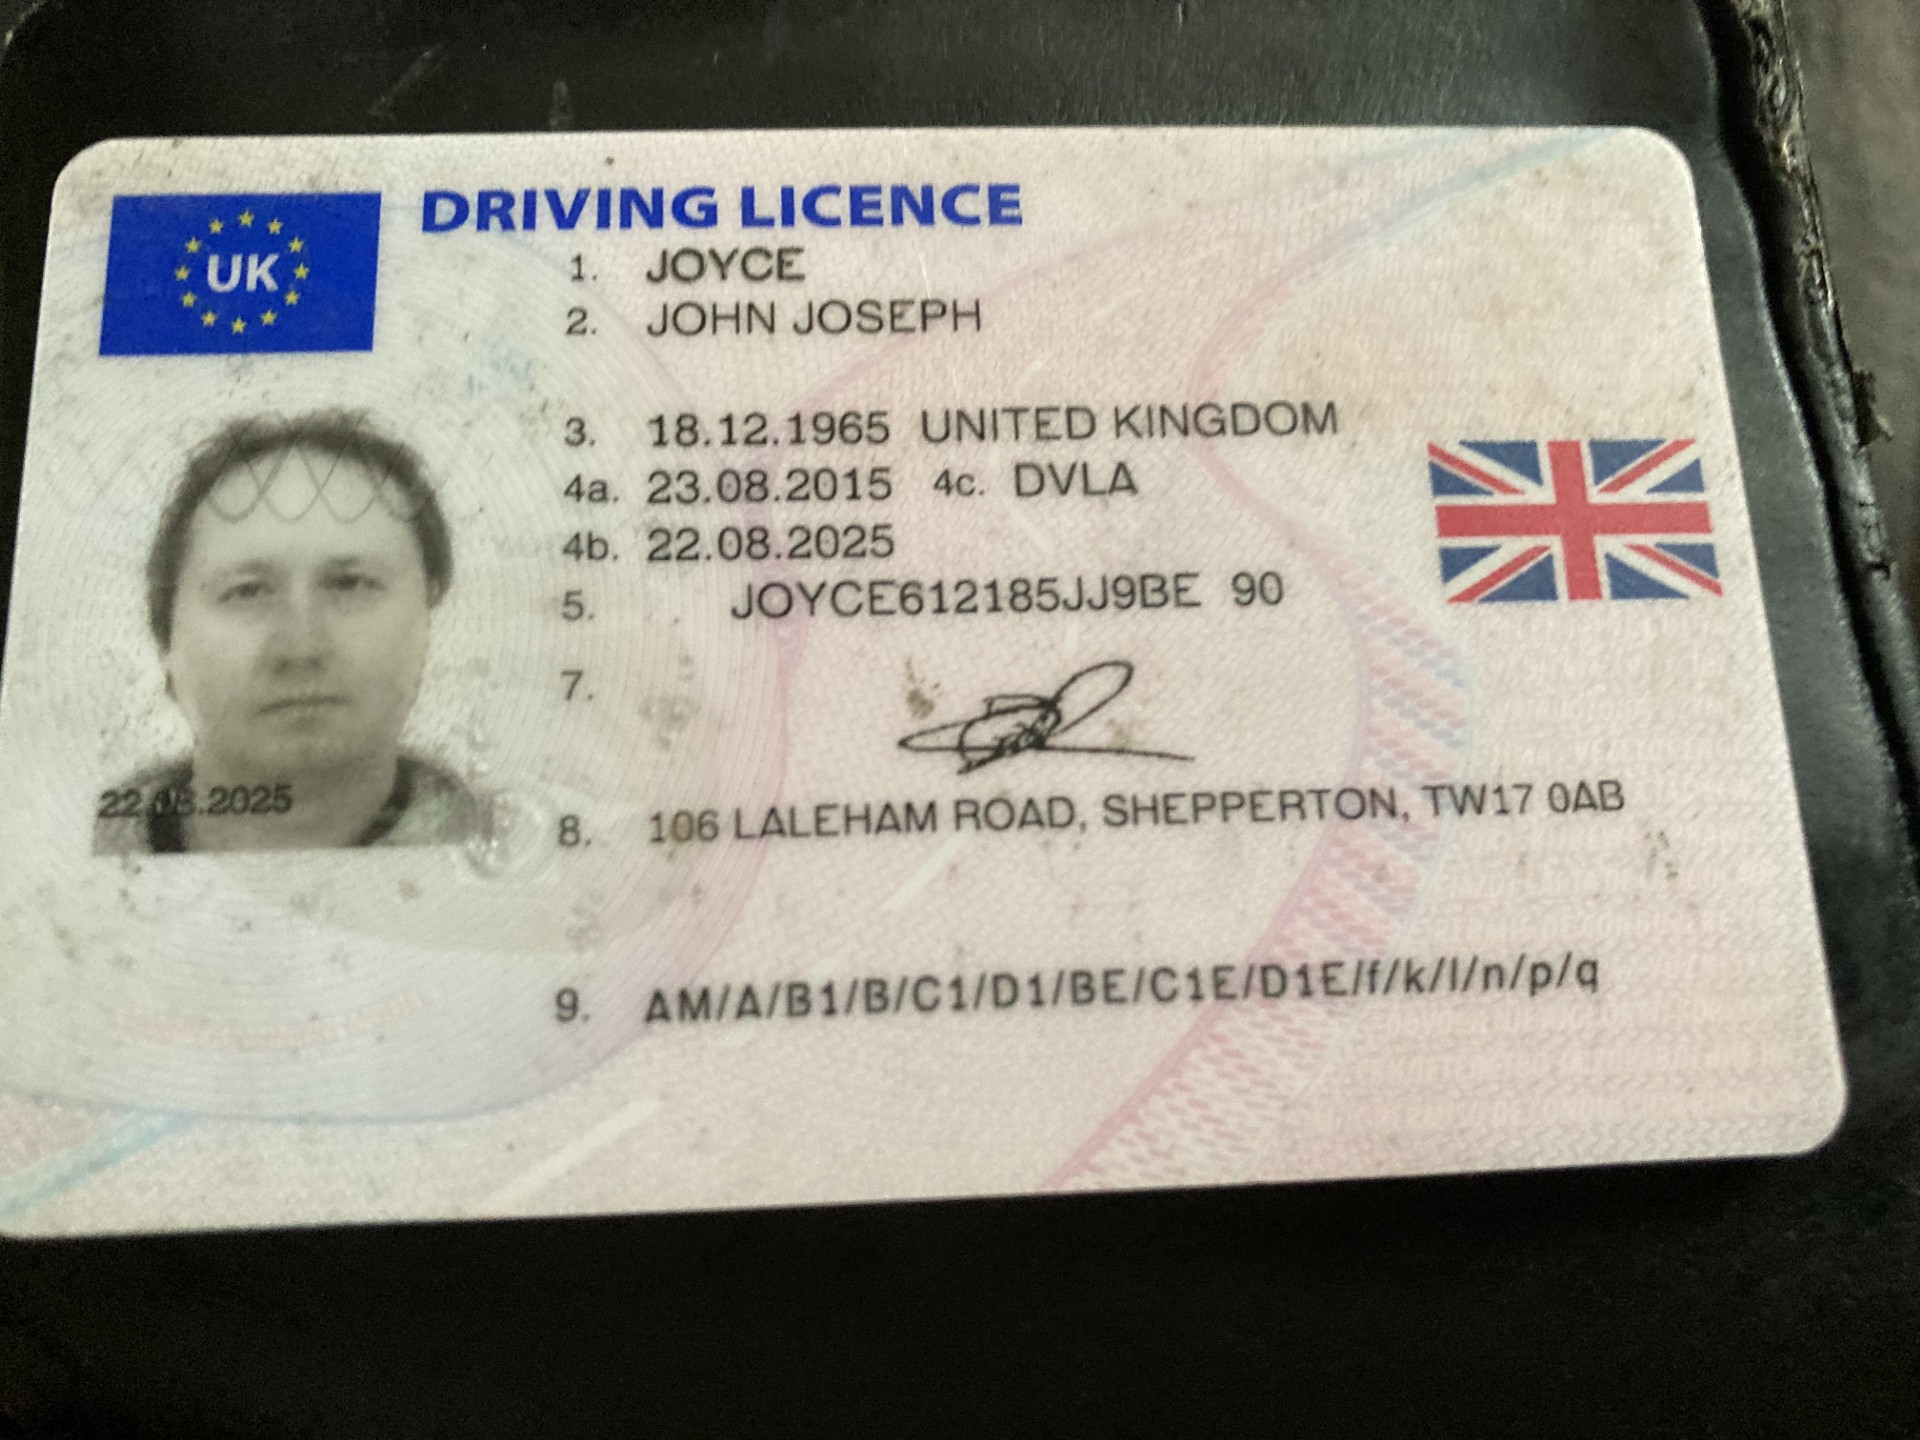 UK
DRIVING LICENCE
1. JOYCE
2. JOHN JOSEPH
3. 18.12.1965 UNITED KINGDOM
4a. 23.08.2015 4c. DVLA
4b. 22.08.2025
5. JOYCE612185JJ9BE 90
7.
22.08.2025
8. 106 LALEHAM ROAD, SHEPPERTON, TW17 0AB
9. AM/A/B1/B/C1/D1/BE/C1E/D1E/f/k/l/n/p/q